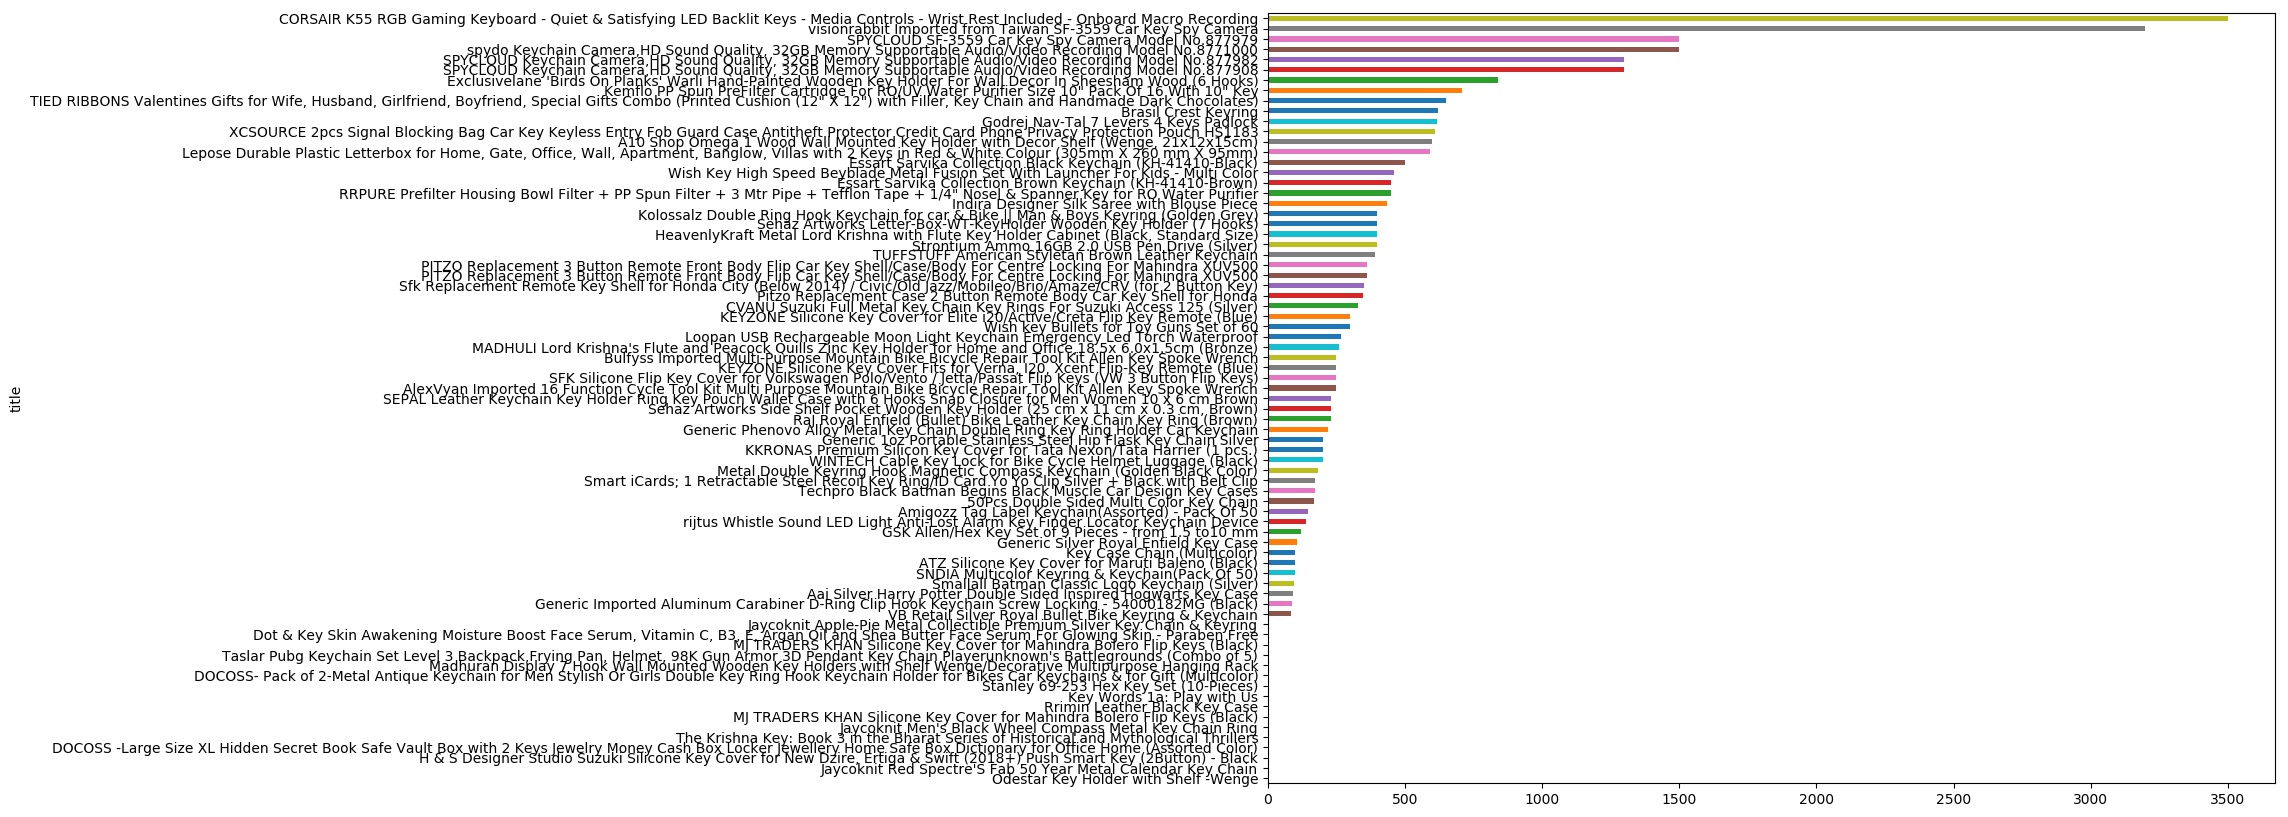 CORSAIR K55 RGB Gaming Keyboard - Quiet & Satisfying LED Backlit Keys - Media Controls - Wrist Rest Included - Onboard Macro Recording
visionrabbit Imported from Taiwan SF-3559 Car Key Spy Camera
SPYCLOUD SF-3559 Car Key Spy Camera Model No.877979
spydo Keychain Camera,HD Sound Quality, 32GB Memory Supportable Audio/Video Recording Model No.8771000
SPYCLOUD Keychain Camera,HD Sound Quality, 32GB Memory Supportable Audio/Video Recording Model No.877982
SPYCLOUD Keychain Camera,HD Sound Quality, 32GB Memory Supportable Audio/Video Recording Model No.877908
Exclusivelane 'Birds On Planks' Warli Hand-Painted Wooden Key Holder For Wall Decor In Sheesham Wood (6 Hooks)
Kemflo PP Spun PreFilter Cartridge For RO/UV Water Purifier Size 10" Pack Of 16 With 10" Key
TIED RIBBONS Valentines Gifts for Wife, Husband, Girlfriend, Boyfriend, Special Gifts Combo (Printed Cushion (12" X 12") with Filler, Key Chain and Handmade Dark Chocolates)
Brasil Crest Keyring
Godrej Nav-Tal 7 Levers 4 Keys Padlock
XCSOURCE 2pcs Signal Blocking Bag Car Key Keyless Entry Fob Guard Case Antitheft Protector Credit Card Phone Privacy Protection Pouch HS1183
A10 Shop Omega 1 Wood Wall Mounted Key Holder with Decor Shelf (Wenge, 21x12x15cm)
Lepose Durable Plastic Letterbox for Home, Gate, Office, Wall, Apartment, Banglow, Villas with 2 Keys in Red & White Colour (305mm X 260 mm X 95mm)
Essart Sarvika Collection Black Keychain (KH-41410-Black)
Wish Key High Speed Beyblade Metal Fusion Set With Launcher For Kids - Multi Color
Essart Sarvika Collection Brown Keychain (KH-41410-Brown)
RRPURE Prefilter Housing Bowl Filter + PP Spun Filter + 3 Mtr Pipe + Tefflon Tape + 1/4" Nosel & Spanner Key for RO Water Purifier
Indira Designer Silk Saree with Blouse Piece
Kolossalz Double Ring Hook Keychain for car & Bike || Man & Boys Keyring (Golden Grey)
Sehaz Artworks Letter-Box-WT-KeyHolder Wooden Key Holder (7 Hooks)
HeavenlyKraft Metal Lord Krishna with Flute Key Holder Cabinet (Black, Standard Size)
Strontium Ammo 16GB 2.0 USB Pen Drive (Silver)
TUFFSTUFF American Styletan Brown Leather Keychain
PITZO Replacement 3 Button Remote Front Body Flip Car Key Shell/Case/Body For Centre Locking For Mahindra XUV500
PITZO Replacement 3 Button Remote Front Body Flip Car Key Shell/Case/Body For Centre Locking For Mahindra XUV500
Sfk Replacement Remote Key Shell for Honda City (Below 2014) / Civic/Old Jazz/Mobileo/Brio/Amaze/CRV (for 2 Button Key)
Pitzo Replacement Case 2 Button Remote Body Car Key Shell for Honda
CVANU Suzuki Full Metal Key Chain Key Rings For Suzuki Access 125 (Silver)
KEYZONE Silicone Key Cover for Elite i20/Active/Creta Flip Key Remote (Blue)
Wish key Bullets for Toy Guns Set of 60
Loopan USB Rechargeable Moon Light Keychain Emergency Led Torch Waterproof
MADHULI Lord Krishna's Flute and Peacock Quills Zinc Key Holder for Home and Office 18.5x 6.0x1.5cm (Bronze)
Bulfyss Imported Multi-Purpose Mountain Bike Bicycle Repair Tool Kit Allen Key Spoke Wrench
KEYZONE Silicone Key Cover Fits for Verna, I20, Xcent Flip-Key Remote (Blue)
SFK Silicone Flip Key Cover for Volkswagen Polo/Vento / Jetta/Passat Flip Keys (VW 3 Button Flip Keys)
AlexVyan Imported 16 Function Cycle Tool Kit Multi Purpose Mountain Bike Bicycle Repair Tool Kit Allen Key Spoke Wrench
SEPAL Leather Keychain Key Holder Ring Key Pouch Wallet Case with 6 Hooks Snap Closure for Men Women 10 x 6 cm Brown
Sehaz Artworks Side Shelf Pocket Wooden Key Holder (25 cm x 11 cm x 0.3 cm, Brown)
Raj Royal Enfield (Bullet) Bike Leather Key Chain Key Ring (Brown)
Generic Phenovo Alloy Metal Key Chain Double Ring Key Ring Holder Car Keychain
Generic 1oz Portable Stainless Steel Hip Flask Key Chain Silver
KKRONAS Premium Silicon Key Cover for Tata Nexon/Tata Harrier (1 pcs.)
WINTECH Cable Key Lock for Bike Cycle Helmet Luggage (Black)
Metal Double Keyring Hook Magnetic Compass Keychain (Golden Black Color)
Smart iCards; 1 Retractable Steel Recoil Key Ring/ID Card Yo Yo Clip Silver + Black with Belt Clip
Techpro Black Batman Begins Black Muscle Car Design Key Cases
50Pcs Double Sided Multi Color Key Chain
Amigozz Tag Label Keychain(Assorted) - Pack Of 50
rijtus Whistle Sound LED Light Anti-Lost Alarm Key Finder Locator Keychain Device
GSK Allen/Hex Key Set of 9 Pieces - from 1.5 to10 mm
Generic Silver Royal Enfield Key Case
Key Case Chain (Multicolor)
ATZ Silicone Key Cover for Maruti Baleno (Black)
SNDIA Multicolor Keyring & Keychain(Pack Of 50)
Smallall Batman Classic Logo Keychain (Silver)
Aaj Silver Harry Potter Double Sided Inspired Hogwarts Key Case
Generic Imported Aluminum Carabiner D-Ring Clip Hook Keychain Screw Locking - 54000182MG (Black)
VB Retail Silver Royal Bullet Bike Keyring & Keychain
Jaycoknit Apple-Pie Metal Collectible Premium Silver Key Chain & Keyring
Dot & Key Skin Awakening Moisture Boost Face Serum, Vitamin C, B3, E, Argan Oil and Shea Butter Face Serum For Glowing Skin - Paraben Free
MJ TRADERS KHAN Silicone Key Cover for Mahindra Bolero Flip Keys (Black)
Taslar Pubg Keychain Set Level 3 Backpack,Frying Pan, Helmet, 98K Gun Armor 3D Pendant Key Chain Playerunknown's Battlegrounds (Combo of 5)
Madhuran Display 7 Hook Wall Mounted Wooden Key Holders with Shelf Wenge/Decorative Multipurpose Hanging Rack
DOCOSS- Pack of 2-Metal Antique Keychain for Men Stylish Or Girls Double Key Ring Hook Keychain Holder for Bikes Car Keychains & for Gift (Multicolor)
Stanley 69-253 Hex Key Set (10-Pieces)
Key Words 1a: Play with Us
Rrimin Leather Black Key Case
MJ TRADERS KHAN Silicone Key Cover for Mahindra Bolero Flip Keys (Black)
Jaycoknit Men's Black Wheel Compass Metal Key Chain Ring
The Krishna Key: Book 3 in the Bharat Series of Historical and Mythological Thrillers
DOCOSS -Large Size XL Hidden Secret Book Safe Vault Box with 2 Keys Jewelry Money Cash Box Locker Jewellery Home Safe Box Dictionary for Office Home (Assorted Color)
H & S Designer Studio Suzuki Silicone Key Cover for New Dzire, Ertiga & Swift (2018+) Push Smart Key (2Button) - Black
Jaycoknit Red Spectre'S Fab 50 Year Metal Calendar Key Chain
Odestar Key Holder with Shelf -Wenge
title
0 500 1000 1500 2000 2500 3000 3500